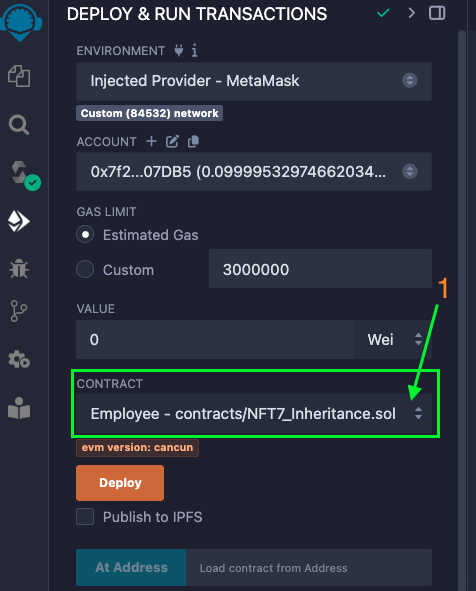 DEPLOY & RUN TRANSACTIONS
ENVIRONMENT
Injected Provider - MetaMask
Custom (84532) network
ACCOUNT
0x7f2...07DB5 (0.09999532974662034...
GAS LIMIT
Estimated Gas
Custom 3000000
1
VALUE
0 Wei
CONTRACT
Employee - contracts/NFT7_Inheritance.sol
evm version: cancun
Deploy
Publish to IPFS
At Address Load contract from Address